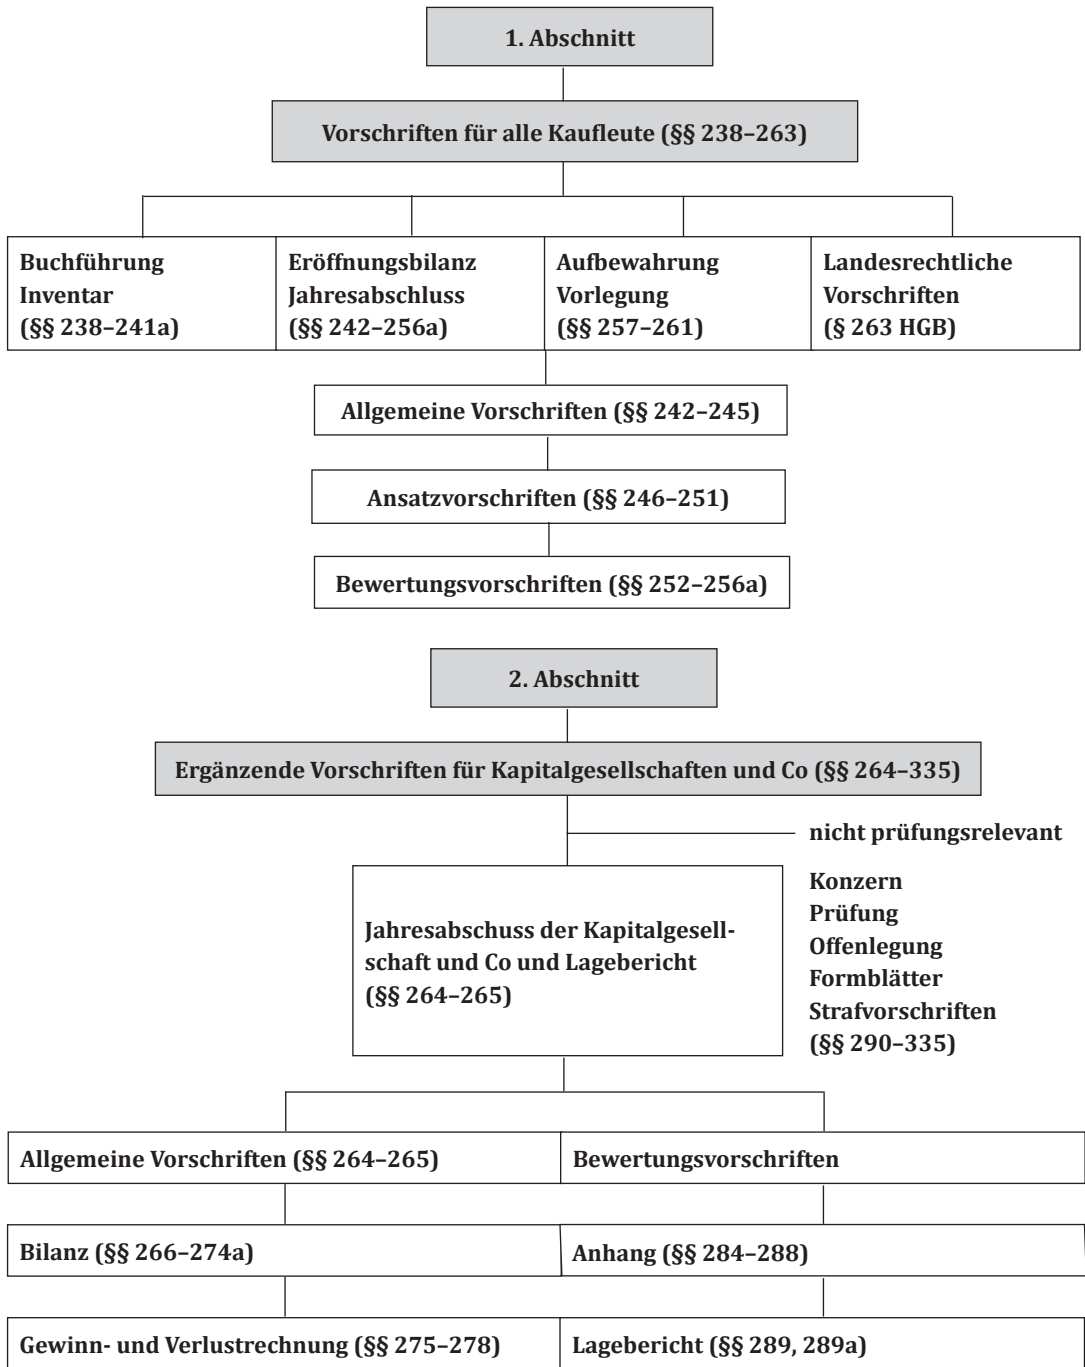 1. Abschnitt
Vorschriften für alle Kaufleute (§§ 238–263)
Buchführung
Inventar
(§§ 238–241a)
Eröffnungsbilanz
Jahresabschluss
(§§ 242–256a)
Aufbewahrung
Vorlegung
(§§ 257–261)
Landesrechtliche
Vorschriften
(§ 263 HGB)
Allgemeine Vorschriften (§§ 242–245)
Ansatzvorschriften (§§ 246–251)
Bewertungsvorschriften (§§ 252–256a)
2. Abschnitt
Ergänzende Vorschriften für Kapitalgesellschaften und Co (§§ 264–335)
nicht prüfungsrelevant
Jahresabschuss der Kapitalgesell-
schaft und Co und Lagebericht
(§§ 264–265)
Konzern
Prüfung
Offenlegung
Formblätter
Strafvorschriften
(§§ 290–335)
Allgemeine Vorschriften (§§ 264–265)
Bewertungsvorschriften
Bilanz (§§ 266–274a)
Anhang (§§ 284–288)
Gewinn- und Verlustrechnung (§§ 275–278)
Lagebericht (§§ 289, 289a)